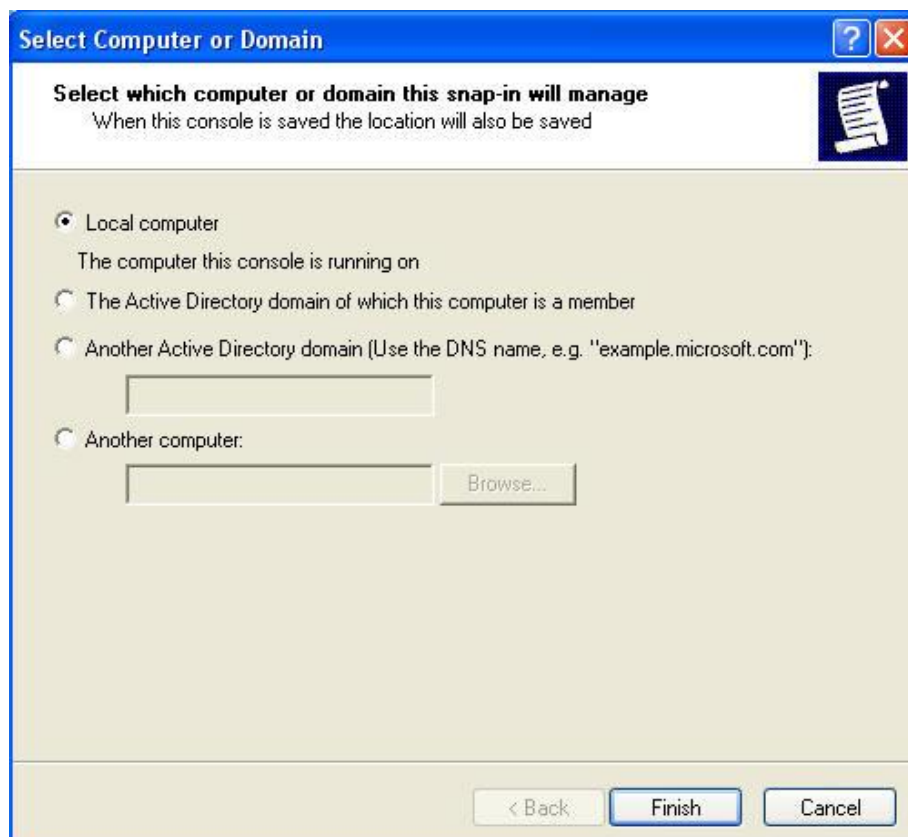 Select Computer or Domain
?
Select which computer or domain this snap-in will manage
When this console is saved the location will also be saved
Local computer
The computer this console is running on
The Active Directory domain of which this computer is a member
Another Active Directory domain (Use the DNS name, e.g. "example.microsoft.com"):
Another computer:
Browse...
< Back
Finish
Cancel